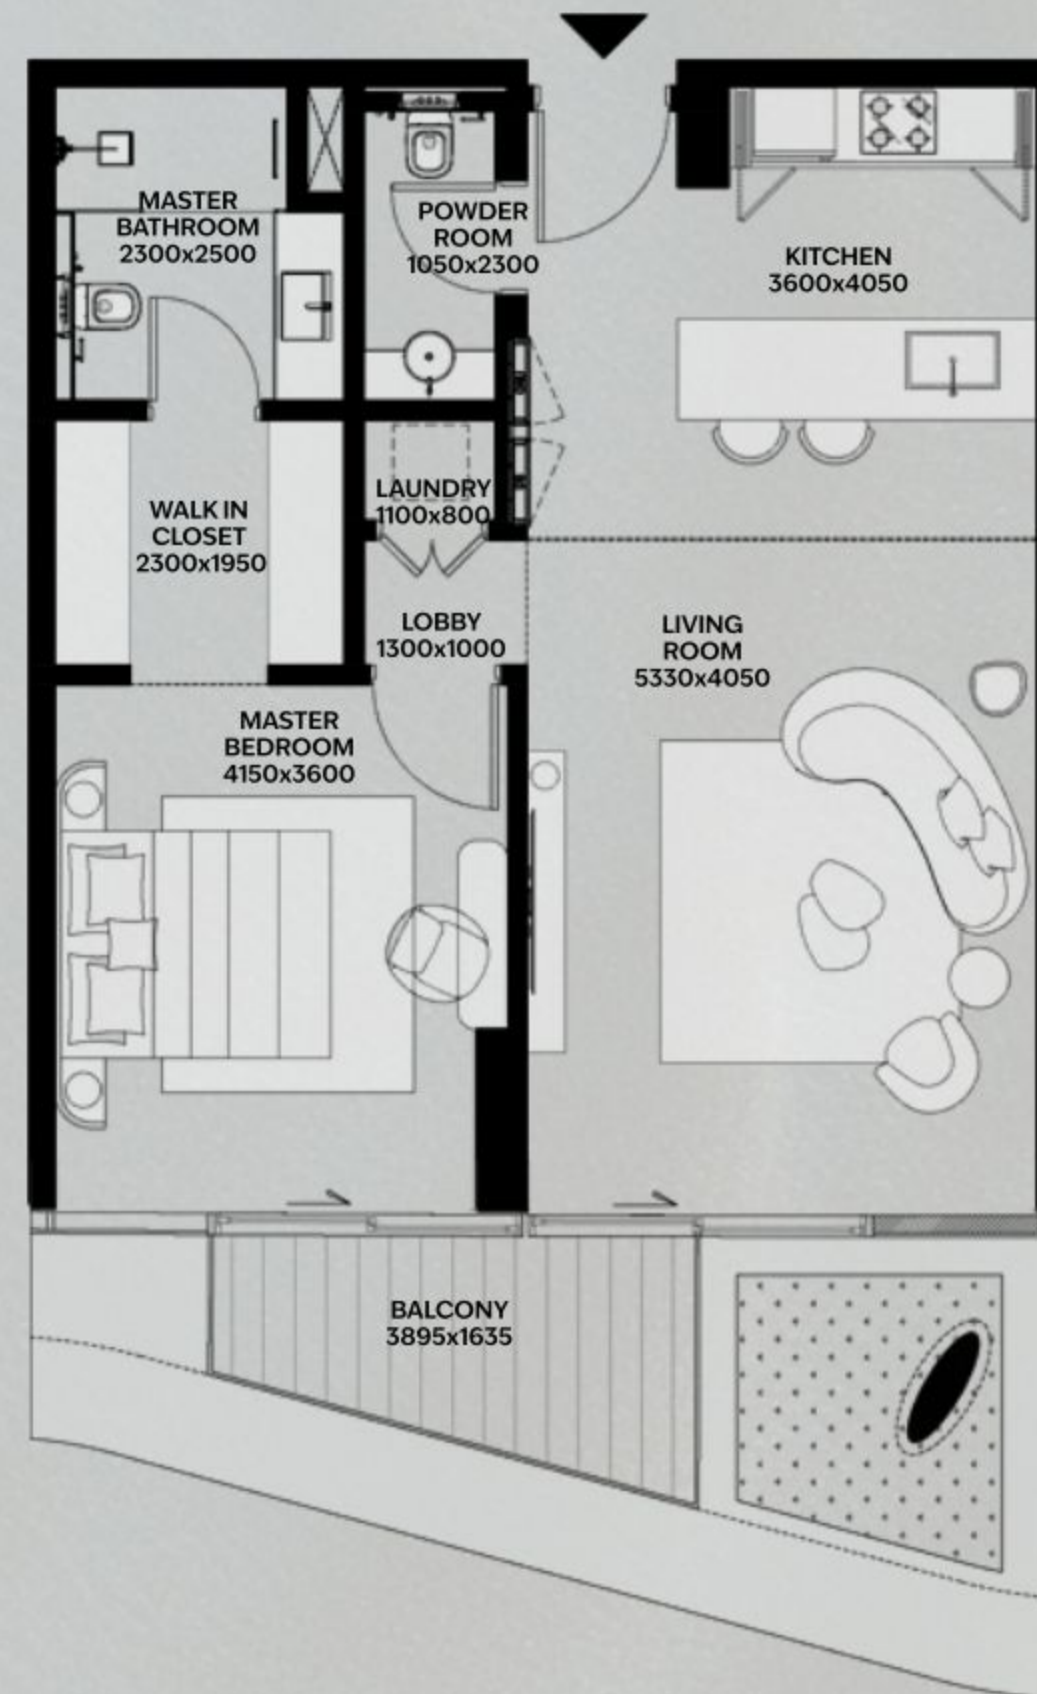 MASTER
BATHROOM
2300x2500
POWDER
ROOM
1050x2300
KITCHEN
3600x4050
WALK IN
CLOSET
2300x1950
LAUNDRY
1100x800
LOBBY
1300x1000
LIVING
ROOM
5330x4050
MASTER
BEDROOM
4150x3600
BALCONY
3895x1635